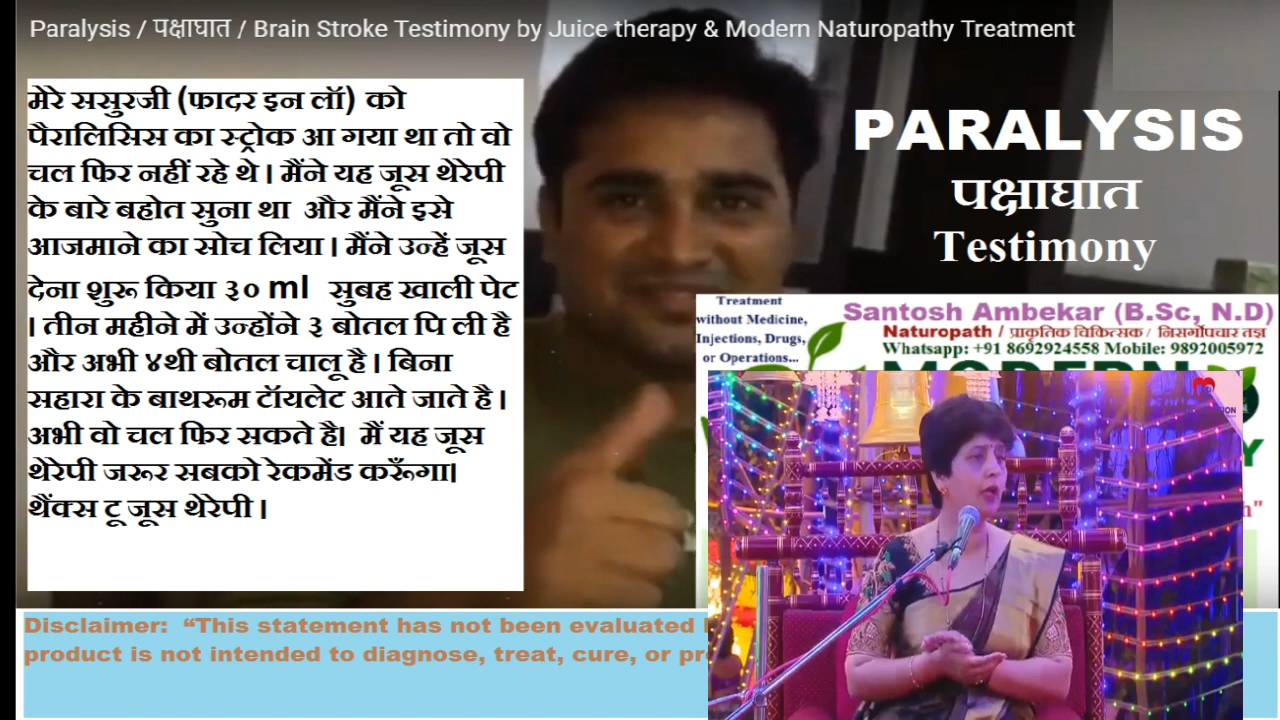 Paralysis / पक्षाघात / Brain Stroke Testimony by Juice therapy & Modern Naturopathy Treatment
मेरे ससुरजी (फादर इन लॉ) को
पैरालिसिस का स्ट्रोक आ गया था तो वो
चल फिर नहीं रहे थे । मैंने यह जूस थेरेपी
के बारे बहोत सुना था और मैंने इसे
आजमाने का सोच लिया । मैंने उन्हें जूस
देना शुरू किया ३० ml सुबह खाली पेट
। तीन महीने में उन्होंने ३ बोतल पि ली है
और अभी ४थी बोतल चालू है । बिना
सहारा के बाथरूम टॉयलेट आते जाते है ।
अभी वो चल फिर सकते है। मैं यह जूस
थेरेपी जरूर सबको रेकमेंड करूँगा।
थैंक्स टू जूस थेरेपी ।
PARALYSIS
पक्षाघात
Testimony
Treatment
without Medicine,
Injections, Drugs,
or Operations...
Santosh Ambekar (B.Sc, N.D)
Naturopath / प्राकृतिक चिकित्सक / निसर्गोपचार तज्ञ
Whatsapp: +91 8692924558 Mobile: 9892005972
Disclaimer: “This statement has not been evaluated
product is not intended to diagnose, treat, cure, or